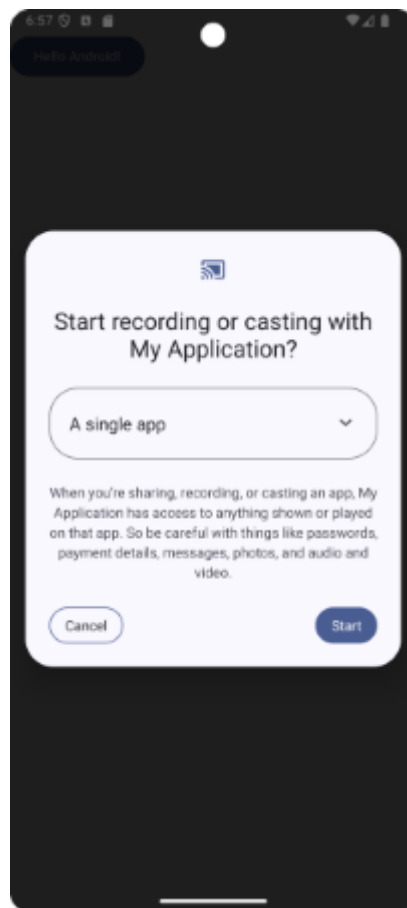 6:57
Hello Android!
Start recording or casting with
My Application?
A single app
When you're sharing, recording, or casting an app, My
Application has access to anything shown or played
on that app. So be careful with things like passwords,
payment details, messages, photos, and audio and
video.
Cancel
Start